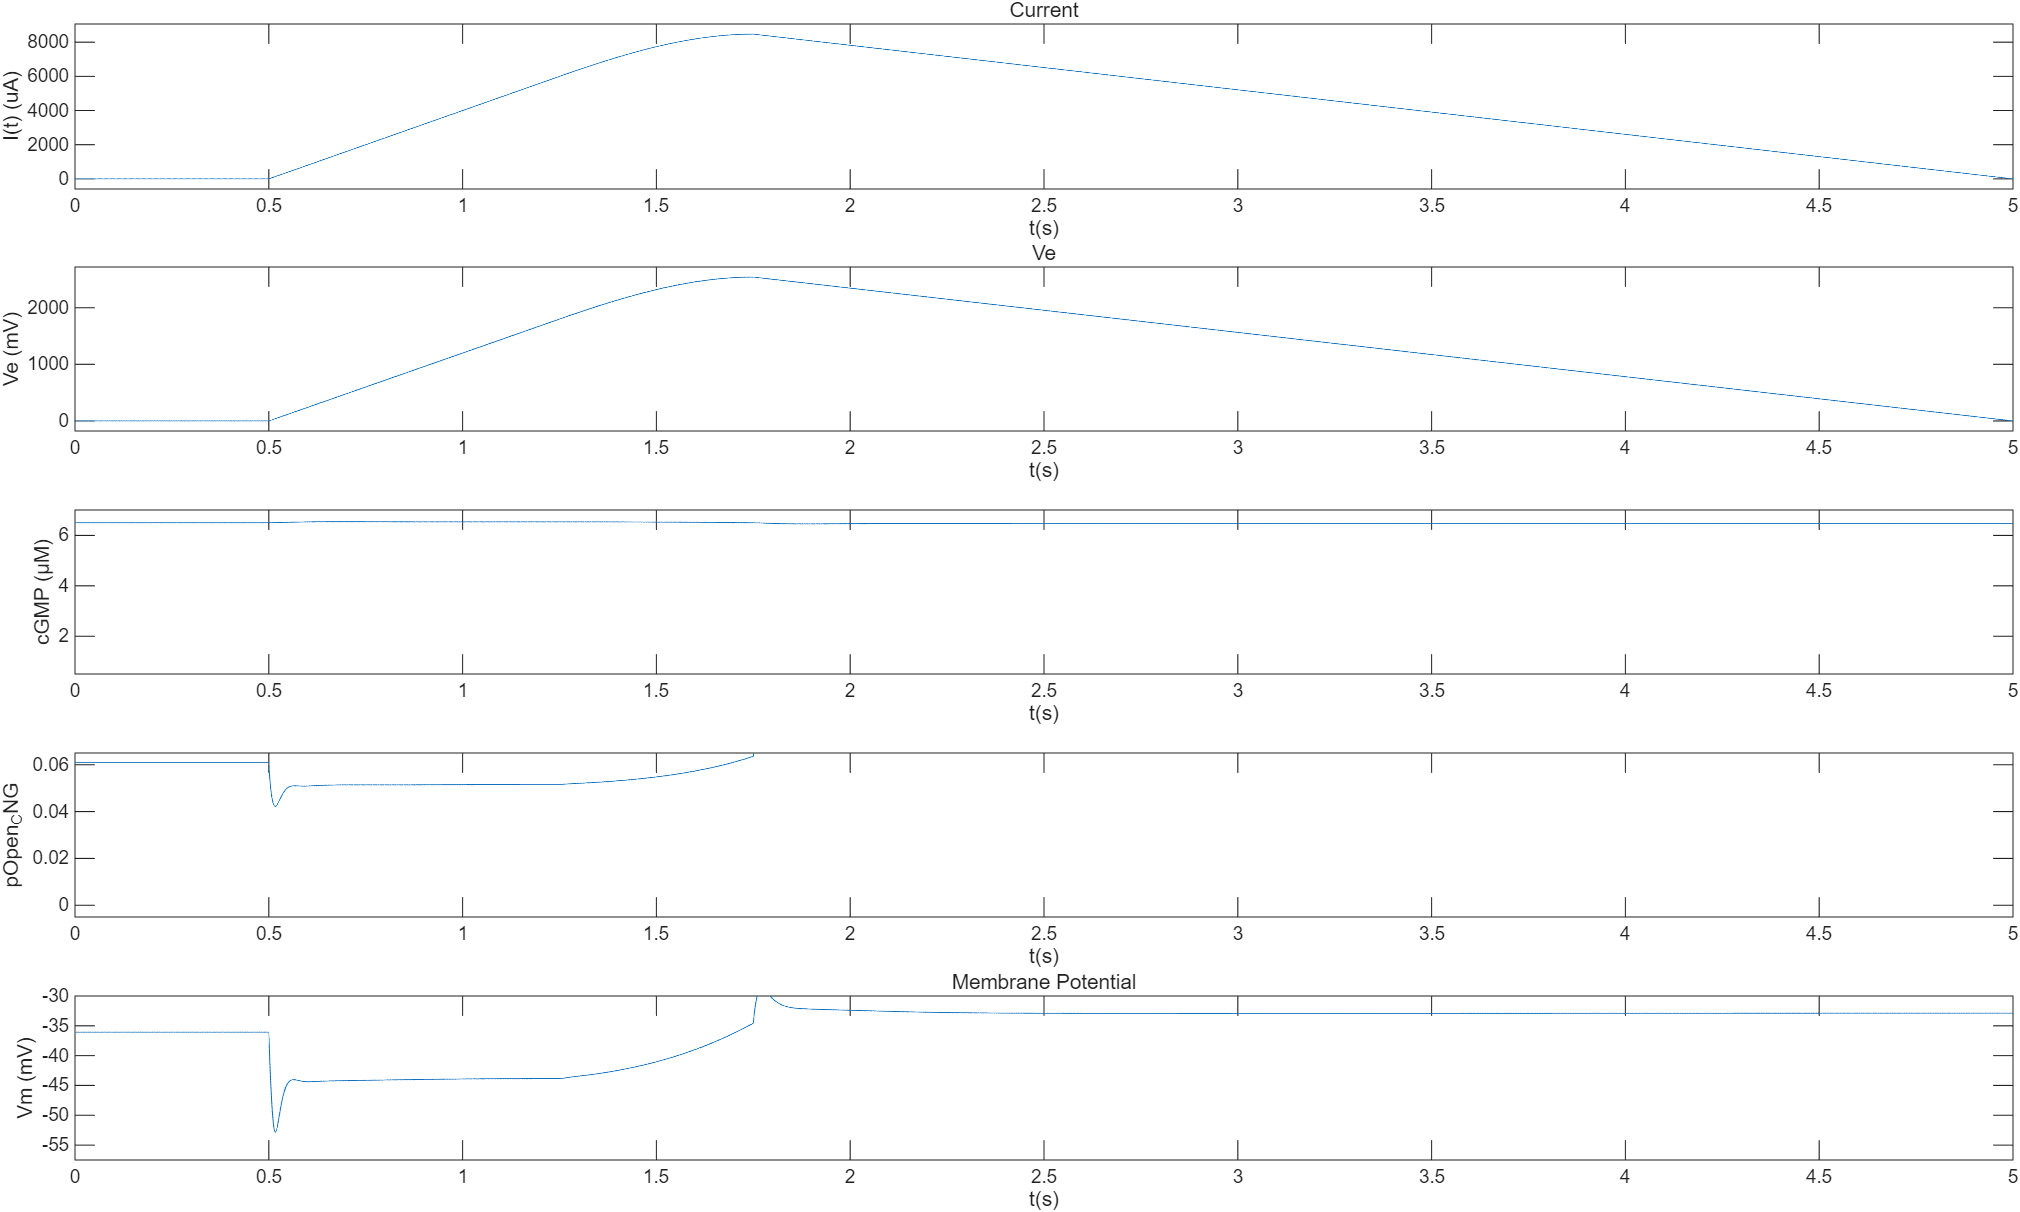 Current
I(t) (uA)
8000
6000
4000
2000
0
0 0.5 1 1.5 2 2.5 3 3.5 4 4.5 5
t(s)
Ve
Ve (mV)
2000
1000
0
0 0.5 1 1.5 2 2.5 3 3.5 4 4.5 5
t(s)
cGMP (μM)
6
4
2
0 0.5 1 1.5 2 2.5 3 3.5 4 4.5 5
t(s)
pOpen_CNG
0.06
0.04
0.02
0
0 0.5 1 1.5 2 2.5 3 3.5 4 4.5 5
t(s)
Membrane Potential
Vm (mV)
-30
-35
-40
-45
-50
-55
0 0.5 1 1.5 2 2.5 3 3.5 4 4.5 5
t(s)